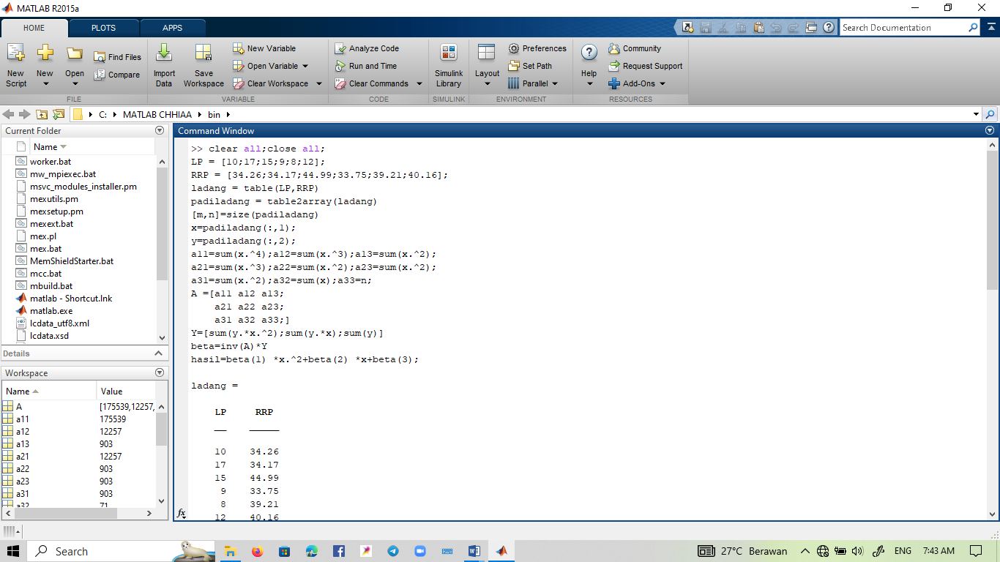 MATLAB R2015a
HOME
PLOTS
APPS
Search Documentation
New Script
New
Open
Find Files
Compare
Import Data
Save Workspace
New Variable
Open Variable
Clear Workspace
Analyze Code
Run and Time
Clear Commands
Simulink Library
Layout
Preferences
Set Path
Parallel
Help
Community
Request Support
Add-Ons
FILE
VARIABLE
CODE
SIMULINK
ENVIRONMENT
RESOURCES
C: MATLAB CHHIAA bin
Current Folder
Name
worker.bat
mw_mpiexec.bat
msvc_modules_installer.pm
mexutils.pm
mexsetup.pm
mexext.bat
mex.pl
mex.bat
MemShieldStarter.bat
mcc.bat
mbuild.bat
matlab - Shortcut.lnk
matlab.exe
lcdata_utf8.xml
lcdata.xsd
Details
Workspace
Name Value
A [175539,12257,
a11 175539
a12 12257
a13 903
a21 12257
a22 903
a23 903
a31 903
a32 71
Command Window
>> clear all;close all;
LP = [10;17;15;9;8;12];
RRP = [34.26;34.17;44.99;33.75;39.21;40.16];
ladang = table(LP,RRP)
padiladang = table2array(ladang)
[m,n]=size(padiladang)
x=padiladang(:,1);
y=padiladang(:,2);
a11=sum(x.^4);a12=sum(x.^3);a13=sum(x.^2);
a21=sum(x.^3);a22=sum(x.^2);a23=sum(x.^2);
a31=sum(x.^2);a32=sum(x);a33=n;
A =[a11 a12 a13;
a21 a22 a23;
a31 a32 a33;]
Y=[sum(y.*x.^2);sum(y.*x);sum(y)]
beta=inv(A)*Y
hasil=beta(1) *x.^2+beta(2) *x+beta(3);
ladang =
LP RRP
10 34.26
17 34.17
15 44.99
9 33.75
8 39.21
12 40.16
fx
Search
27°C Berawan
ENG
7:43 AM